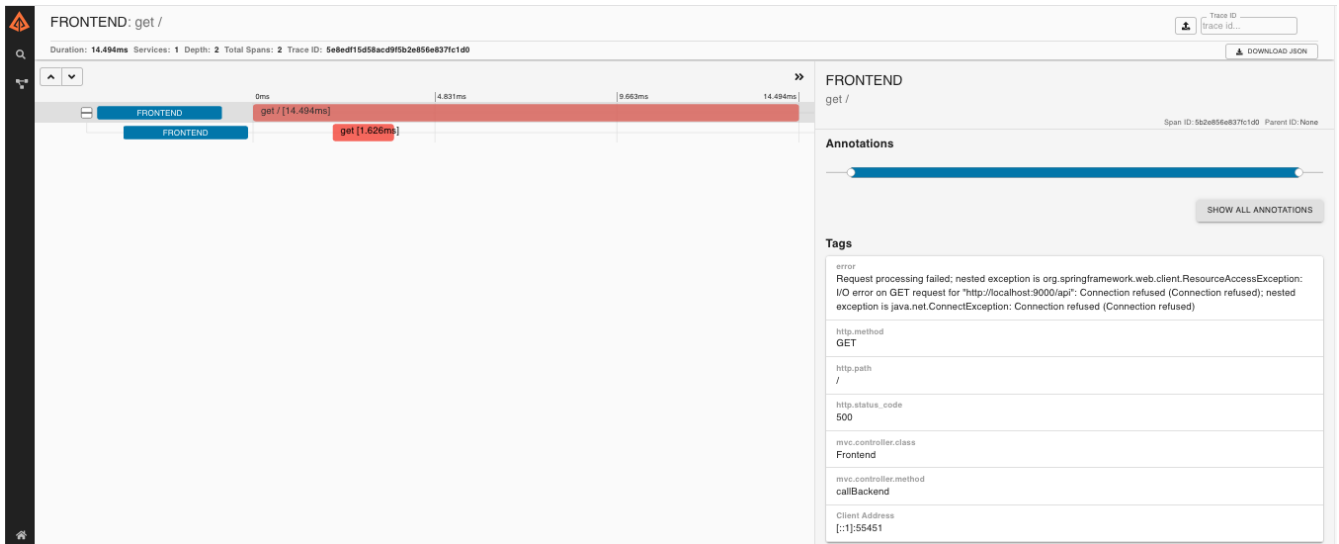 FRONTEND: get /
Trace ID
trace id...
Duration: 14.494ms Services: 1 Depth: 2 Total Spans: 2 Trace ID: 5e8edf15d58acd9f5b2e856e837fc1d0
DOWNLOAD JSON
0ms 4.831ms 9.663ms 14.494ms
FRONTEND get / [14.494ms]
FRONTEND get [1.626ms]
FRONTEND
get /
Span ID: 5b2e856e837fc1d0 Parent ID: None
Annotations
SHOW ALL ANNOTATIONS
Tags
error
Request processing failed; nested exception is org.springframework.web.client.ResourceAccessException:
I/O error on GET request for "http://localhost:9000/api": Connection refused (Connection refused); nested
exception is java.net.ConnectException: Connection refused (Connection refused)
http.method
GET
http.path
/
http.status_code
500
mvc.controller.class
Frontend
mvc.controller.method
callBackend
Client Address
[::1]:55451